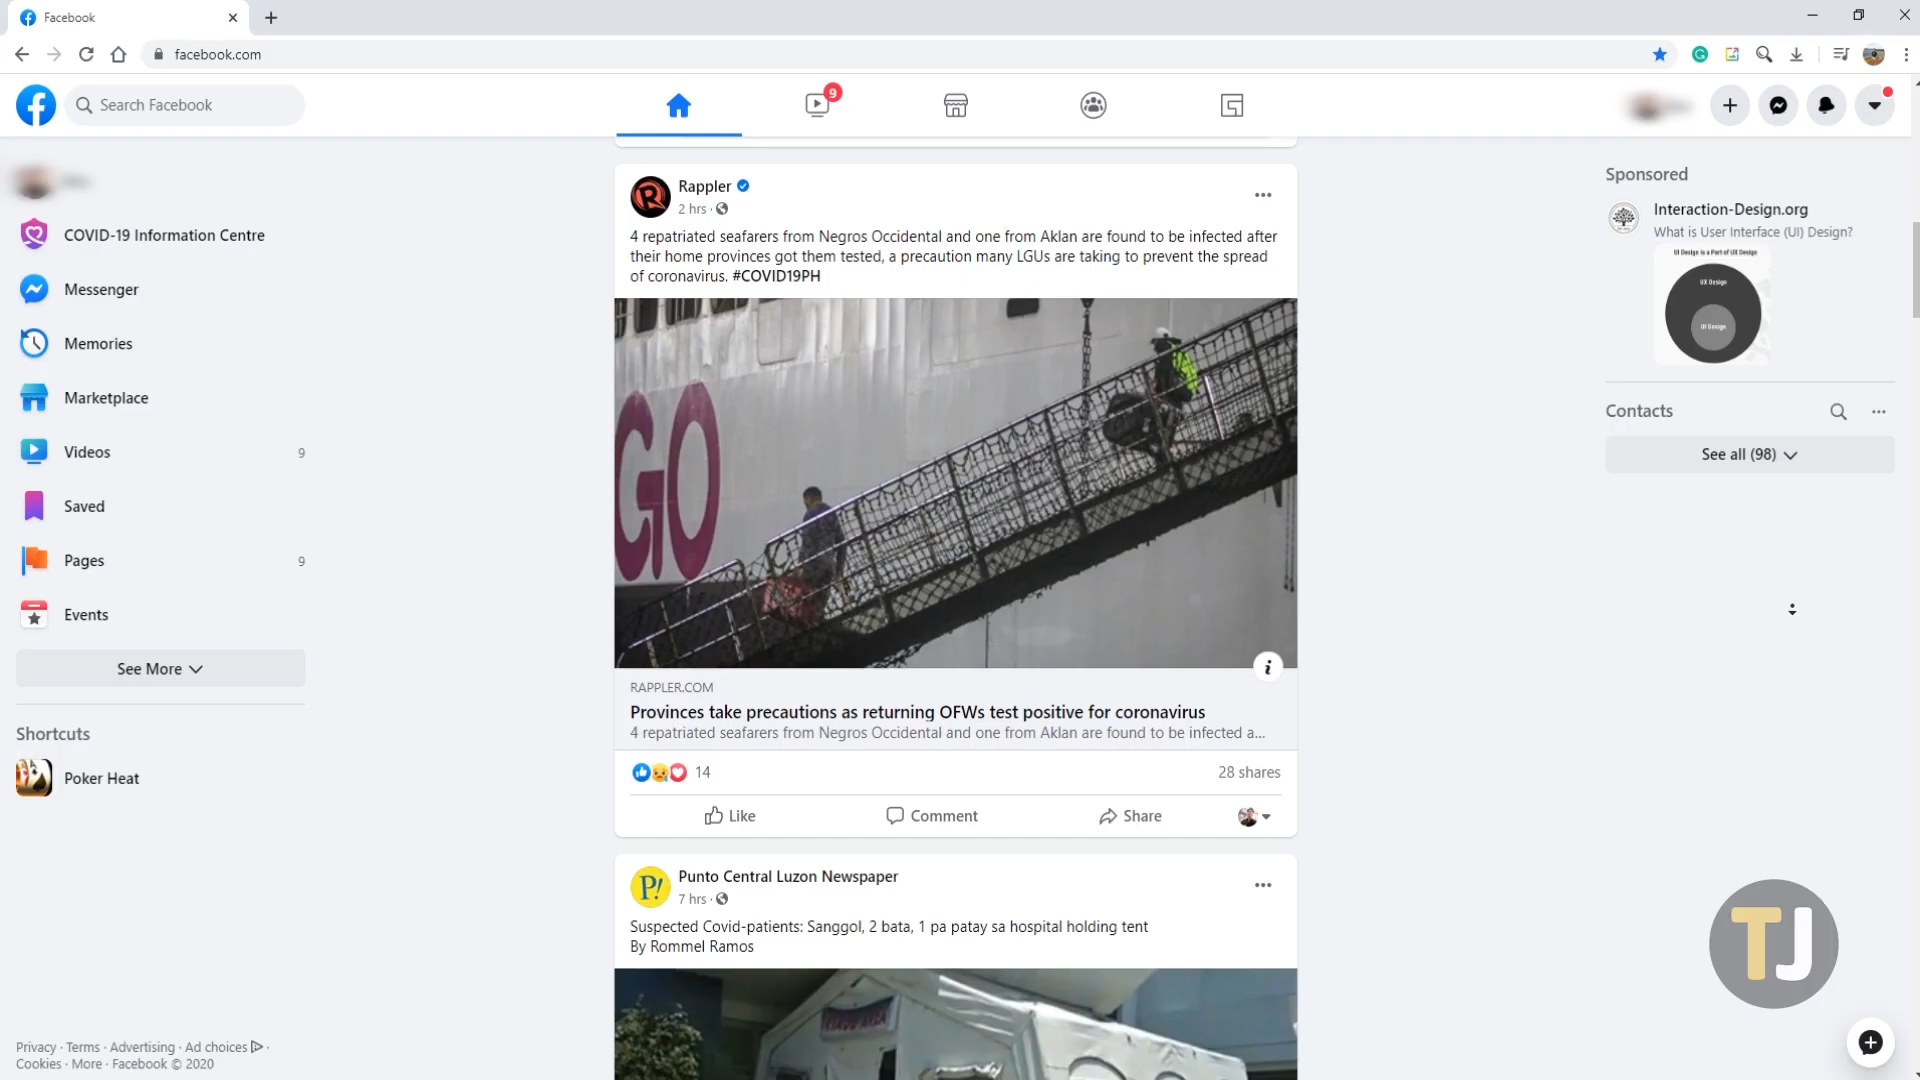 Facebook
facebook.com
Search Facebook
9
COVID-19 Information Centre
Messenger
Memories
Marketplace
Videos 9
Saved
Pages 9
Events
See More
Shortcuts
Poker Heat
Privacy · Terms · Advertising · Ad choices ·
Cookies · More · Facebook © 2020
Rappler
2 hrs ·
4 repatriated seafarers from Negros Occidental and one from Aklan are found to be infected after
their home provinces got them tested, a precaution many LGUs are taking to prevent the spread
of coronavirus. #COVID19PH
GO
RAPPLER.COM
Provinces take precautions as returning OFWs test positive for coronavirus
4 repatriated seafarers from Negros Occidental and one from Aklan are found to be infected a...
14
28 shares
Like
Comment
Share
P!
Punto Central Luzon Newspaper
7 hrs ·
Suspected Covid-patients: Sanggol, 2 bata, 1 pa patay sa hospital holding tent
By Rommel Ramos
Sponsored
Interaction-Design.org
What is User Interface (UI) Design?
UI Design is a Part of UX Design
UX Design
UI Design
Contacts
See all (98)
TJ